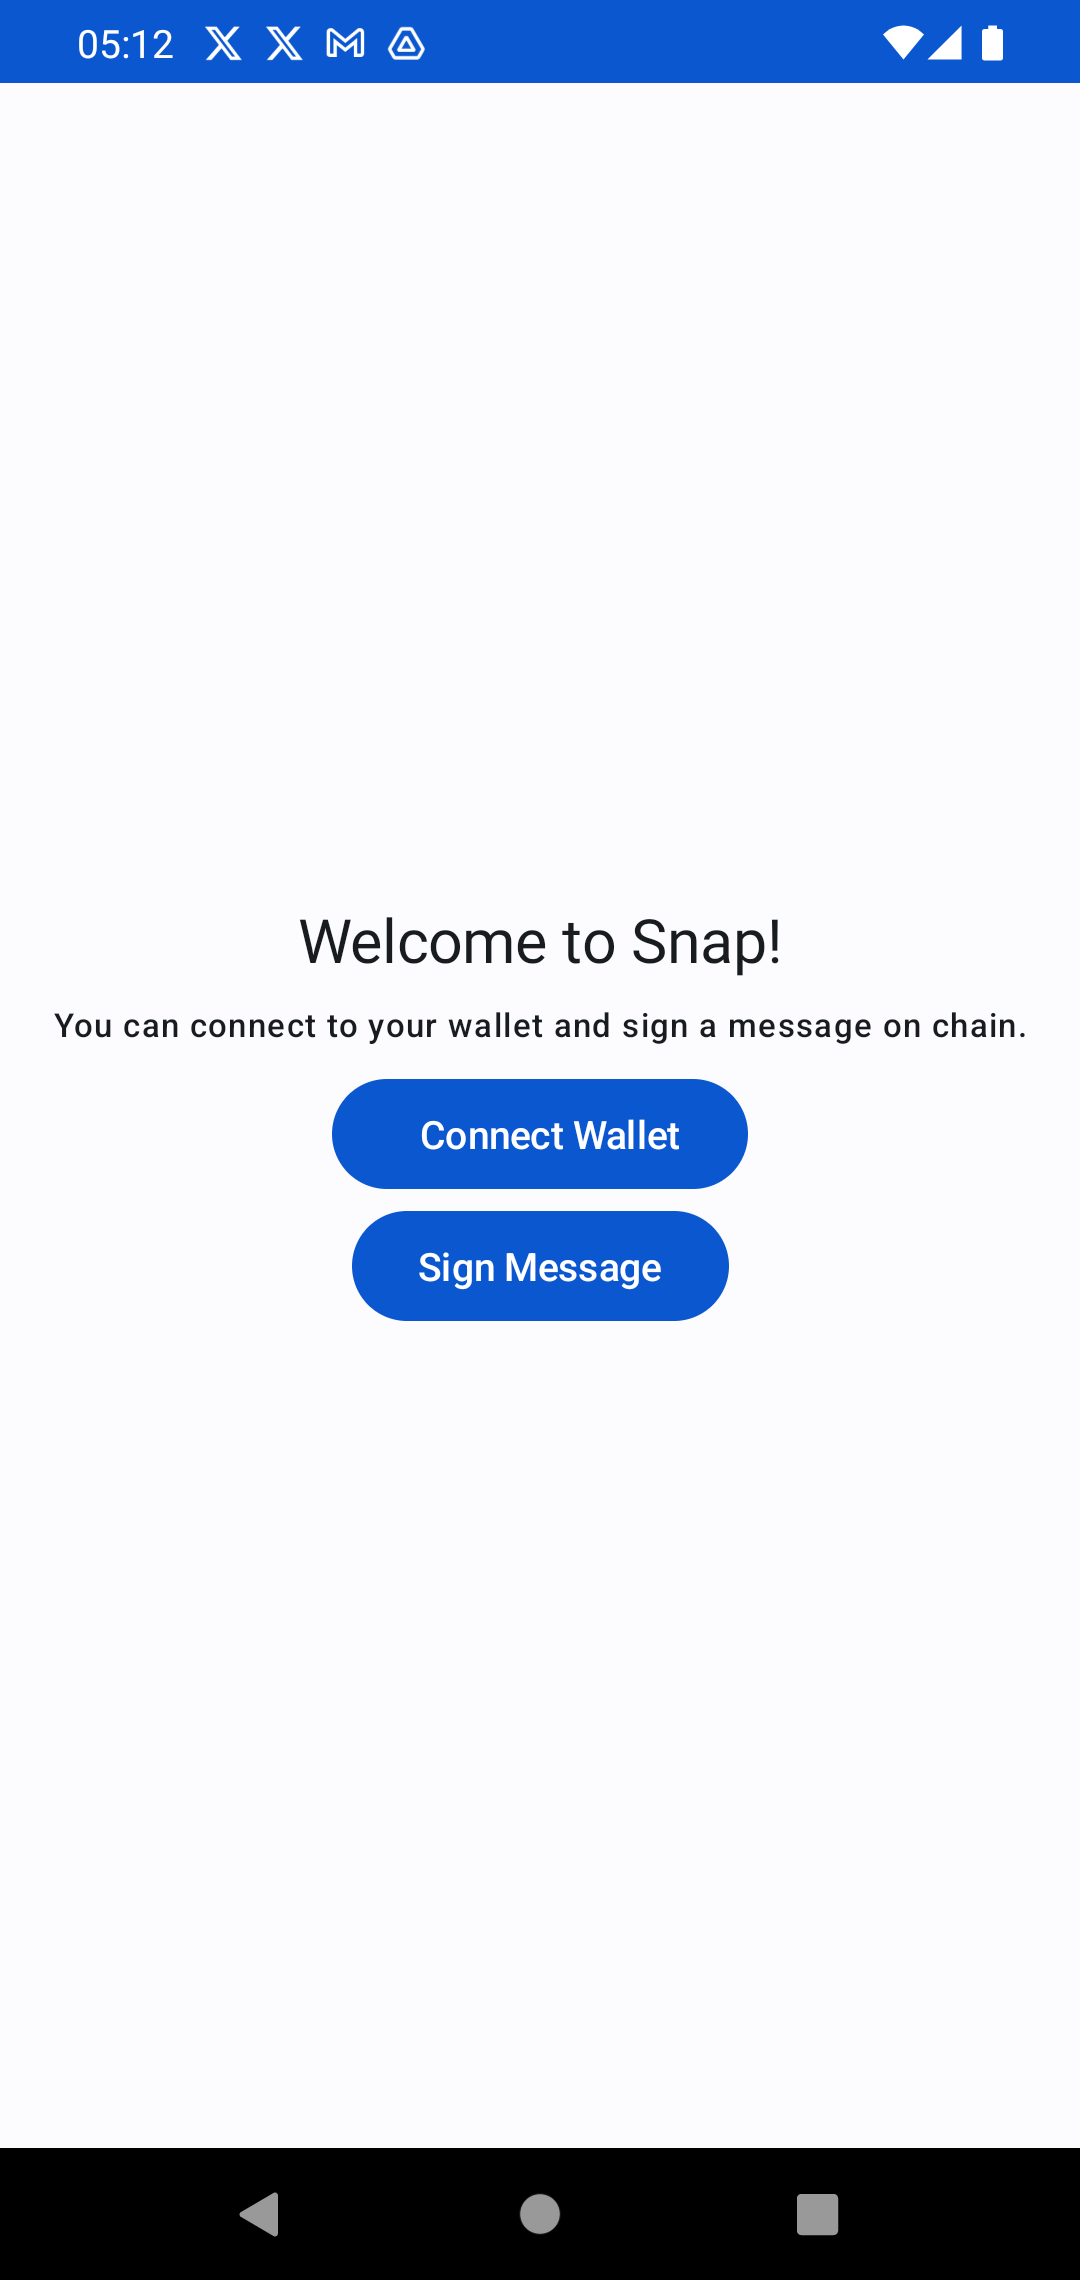 05:12
Welcome to Snap!
You can connect to your wallet and sign a message on chain.
Connect Wallet
Sign Message